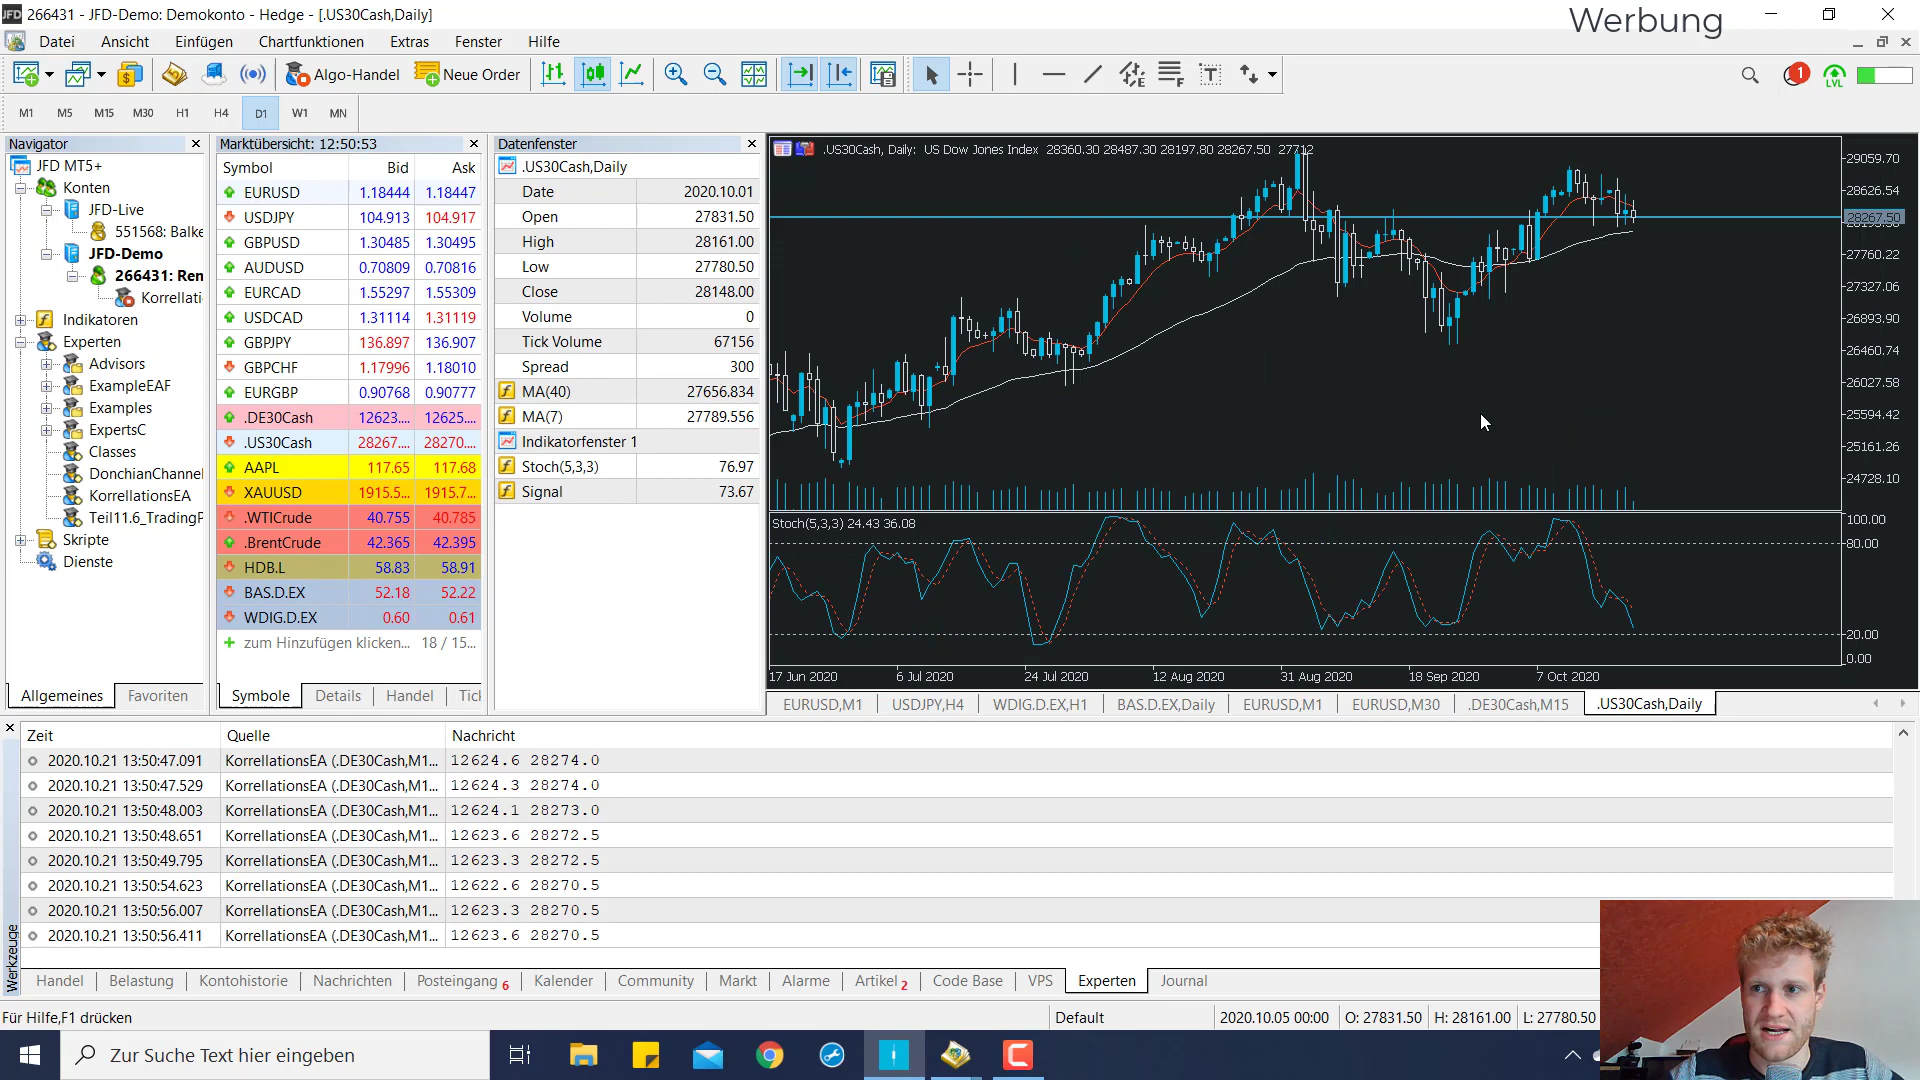 266431 - JFD-Demo: Demokonto - Hedge - [.US30Cash,Daily]
Werbung
Datei Ansicht Einfügen Chartfunktionen Extras Fenster Hilfe
Algo-Handel Neue Order
1 LVL
M1 M5 M15 M30 H1 H4 D1 W1 MN
Navigator
JFD MT5+
Konten
JFD-Live
551568: Balke
JFD-Demo
266431: Ren
Korrellati
Indikatoren
Experten
Advisors
ExampleEAF
Examples
ExpertsC
Classes
DonchianChannel
KorrellationsEA
Teil11.6_TradingP
Skripte
Dienste
Allgemeines Favoriten
Marktübersicht: 12:50:53
Symbol Bid Ask
EURUSD 1.18444 1.18447
USDJPY 104.913 104.917
GBPUSD 1.30485 1.30495
AUDUSD 0.70809 0.70816
EURCAD 1.55297 1.55309
USDCAD 1.31114 1.31119
GBPJPY 136.897 136.907
GBPCHF 1.17996 1.18010
EURGBP 0.90768 0.90777
.DE30Cash 12623.... 12625....
.US30Cash 28267.... 28270....
AAPL 117.65 117.68
XAUUSD 1915.5... 1915.7...
.WTICrude 40.755 40.785
.BrentCrude 42.365 42.395
HDB.L 58.83 58.91
BAS.D.EX 52.18 52.22
WDIG.D.EX 0.60 0.61
zum Hinzufügen klicken... 18 / 15...
Symbole Details Handel Tick
Datenfenster
.US30Cash,Daily
Date 2020.10.01
Open 27831.50
High 28161.00
Low 27780.50
Close 28148.00
Volume 0
Tick Volume 67156
Spread 300
MA(40) 27656.834
MA(7) 27789.556
Indikatorfenster 1
Stoch(5,3,3) 76.97
Signal 73.67
.US30Cash, Daily: US Dow Jones Index 28360.30 28487.30 28197.80 28267.50 27712
29059.70
28626.54
28267.50
27760.22
27327.06
26893.90
26460.74
26027.58
25594.42
25161.26
24728.10
Stoch(5,3,3) 24.43 36.08
100.00
80.00
20.00
0.00
17 Jun 2020 6 Jul 2020 24 Jul 2020 12 Aug 2020 31 Aug 2020 18 Sep 2020 7 Oct 2020
EURUSD,M1 USDJPY,H4 WDIG.D.EX,H1 BAS.D.EX,Daily EURUSD,M1 EURUSD,M30 .DE30Cash,M15 .US30Cash,Daily
Zeit Quelle Nachricht
2020.10.21 13:50:47.091 KorrellationsEA (.DE30Cash,M1... 12624.6 28274.0
2020.10.21 13:50:47.529 KorrellationsEA (.DE30Cash,M1... 12624.3 28274.0
2020.10.21 13:50:48.003 KorrellationsEA (.DE30Cash,M1... 12624.1 28273.0
2020.10.21 13:50:48.651 KorrellationsEA (.DE30Cash,M1... 12623.6 28272.5
2020.10.21 13:50:49.795 KorrellationsEA (.DE30Cash,M1... 12623.3 28272.5
2020.10.21 13:50:54.623 KorrellationsEA (.DE30Cash,M1... 12622.6 28270.5
2020.10.21 13:50:56.007 KorrellationsEA (.DE30Cash,M1... 12623.3 28270.5
2020.10.21 13:50:56.411 KorrellationsEA (.DE30Cash,M1... 12623.6 28270.5
Werkzeuge
Handel Belastung Kontohistorie Nachrichten Posteingang 6 Kalender Community Markt Alarme Artikel 2 Code Base VPS Experten Journal
Für Hilfe,F1 drücken Default 2020.10.05 00:00 O: 27831.50 H: 28161.00 L: 27780.50
Zur Suche Text hier eingeben